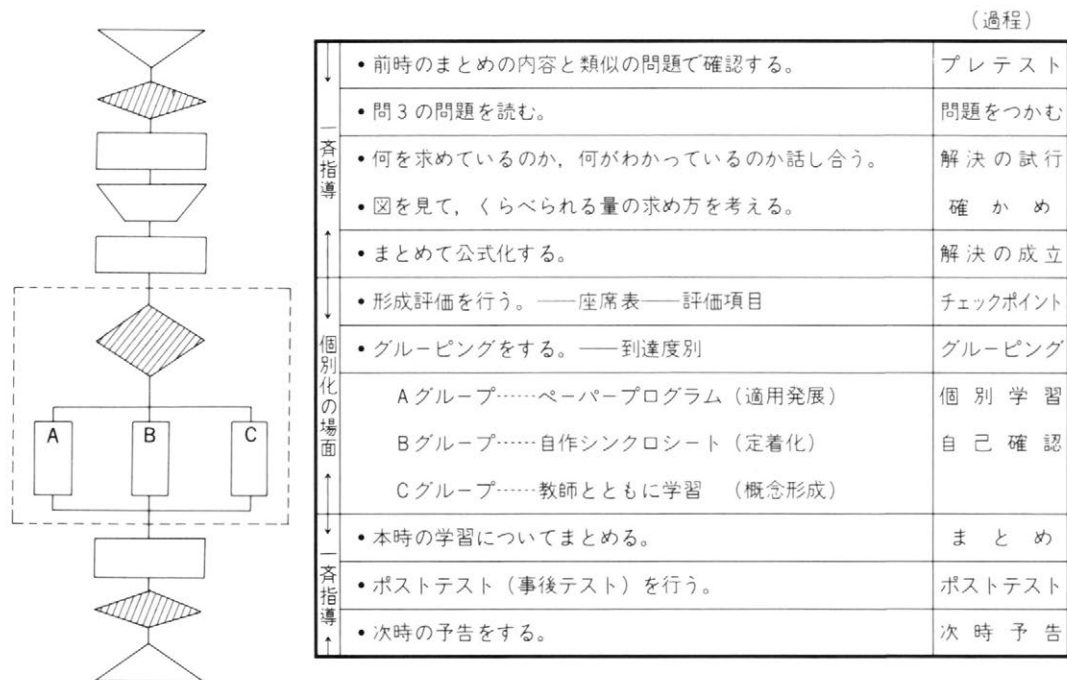 （過程）
一斉指導
• 前時のまとめの内容と類似の問題で確認する。 プレテスト
• 問3の問題を読む。 問題をつかむ
• 何を求めているのか，何がわかっているのか話し合う。 解決の試行
• 図を見て，くらべられる量の求め方を考える。 確かめ
• まとめて公式化する。 解決の成立
個別化の場面
• 形成評価を行う。——座席表——評価項目 チェックポイント
• グルーピングをする。——到達度別 グルーピング
A B C
Aグループ……ペーパープログラム（適用発展） 個別学習
Bグループ……自作シンクロシート（定着化） 自己確認
Cグループ……教師とともに学習 （概念形成）
一斉指導
• 本時の学習についてまとめる。 まとめ
• ポストテスト（事後テスト）を行う。 ポストテスト
• 次時の予告をする。 次時予告